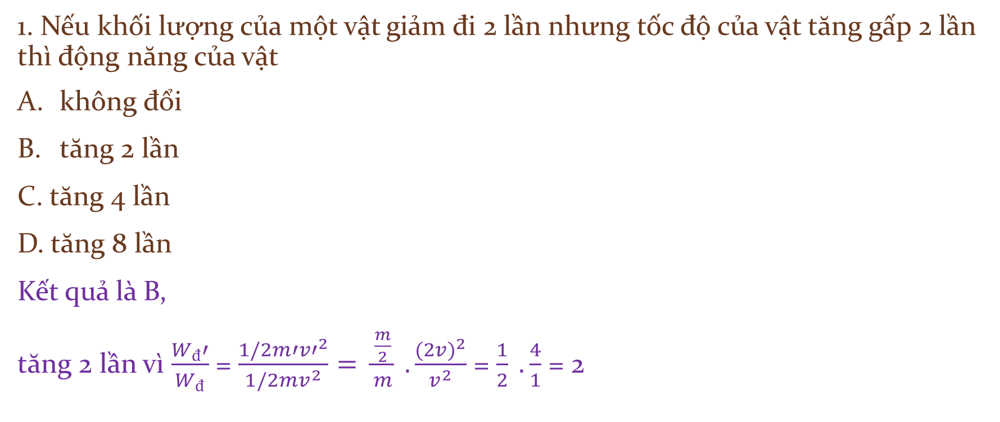 1. Nếu khối lượng của một vật giảm đi 2 lần nhưng tốc độ của vật tăng gấp 2 lần
thì động năng của vật
A. không đổi
B. tăng 2 lần
C. tăng 4 lần
D. tăng 8 lần
Kết quả là B,
tăng 2 lần vì \frac{W_đ'}{W_đ} = \frac{1/2m'v'^2}{1/2mv^2} = \frac{\frac{m}{2}}{m} . \frac{(2v)^2}{v^2} = \frac{1}{2} . \frac{4}{1} = 2